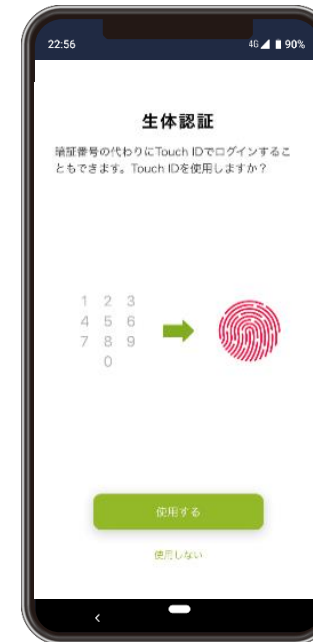 22:56 4G 90%
生体認証
暗証番号の代わりにTouch IDでログインするこ
ともできます。Touch IDを使用しますか？
1 2 3
4 5 6
7 8 9
0
使用する
使用しない